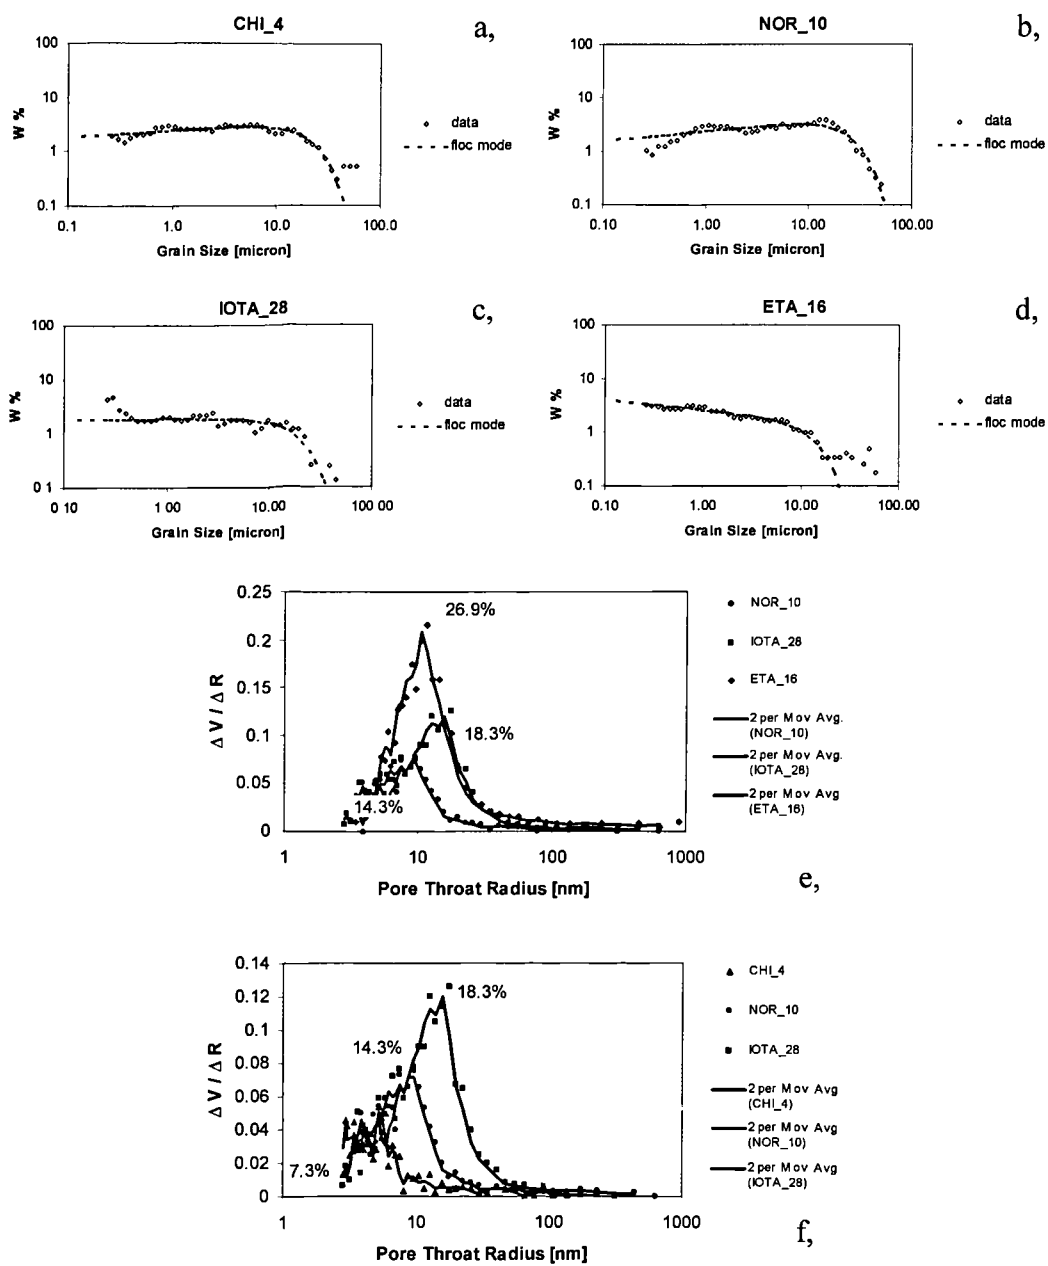 CHI_4
a,
100
10
1
0.1
W %
0.1
1.0
10.00
100.00
Grain Size [micron]
data
floc mode
NOR_10
b,
100
10
1
0.1
W %
0.10
1.00
10.00
100.00
Grain Size [micron]
data
floc mode
IOTA_28
c,
100
10
1
0 1
W %
0 10
1 00
10 00
100 00
Grain Size [micron]
data
floc mode
ETA_16
d,
100
10
1
0.1
W %
0.10
1.00
10.00
100.00
Grain Size [micron]
data
floc mode
0.25
0.2
0.15
0.1
0.05
0
Δ V / Δ R
26.9%
18.3%
14.3%
1
10
100
1000
Pore Throat Radius [nm]
NOR_10
IOTA_28
ETA_16
2 per Mov Avg.
(NOR_10)
2 per Mov Avg.
(IOTA_28)
2 per Mov Avg
(ETA_16)
e,
0.14
0.12
0.1
0.08
0.06
0.04
0.02
0
Δ V / Δ R
18.3%
14.3%
7.3%
1
10
100
1000
Pore Throat Radius [nm]
CHI_4
NOR_10
IOTA_28
2 per Mov Avg
(CHI_4)
2 per Mov Avg
(NOR_10)
2 per Mov Avg
(IOTA_28)
f,